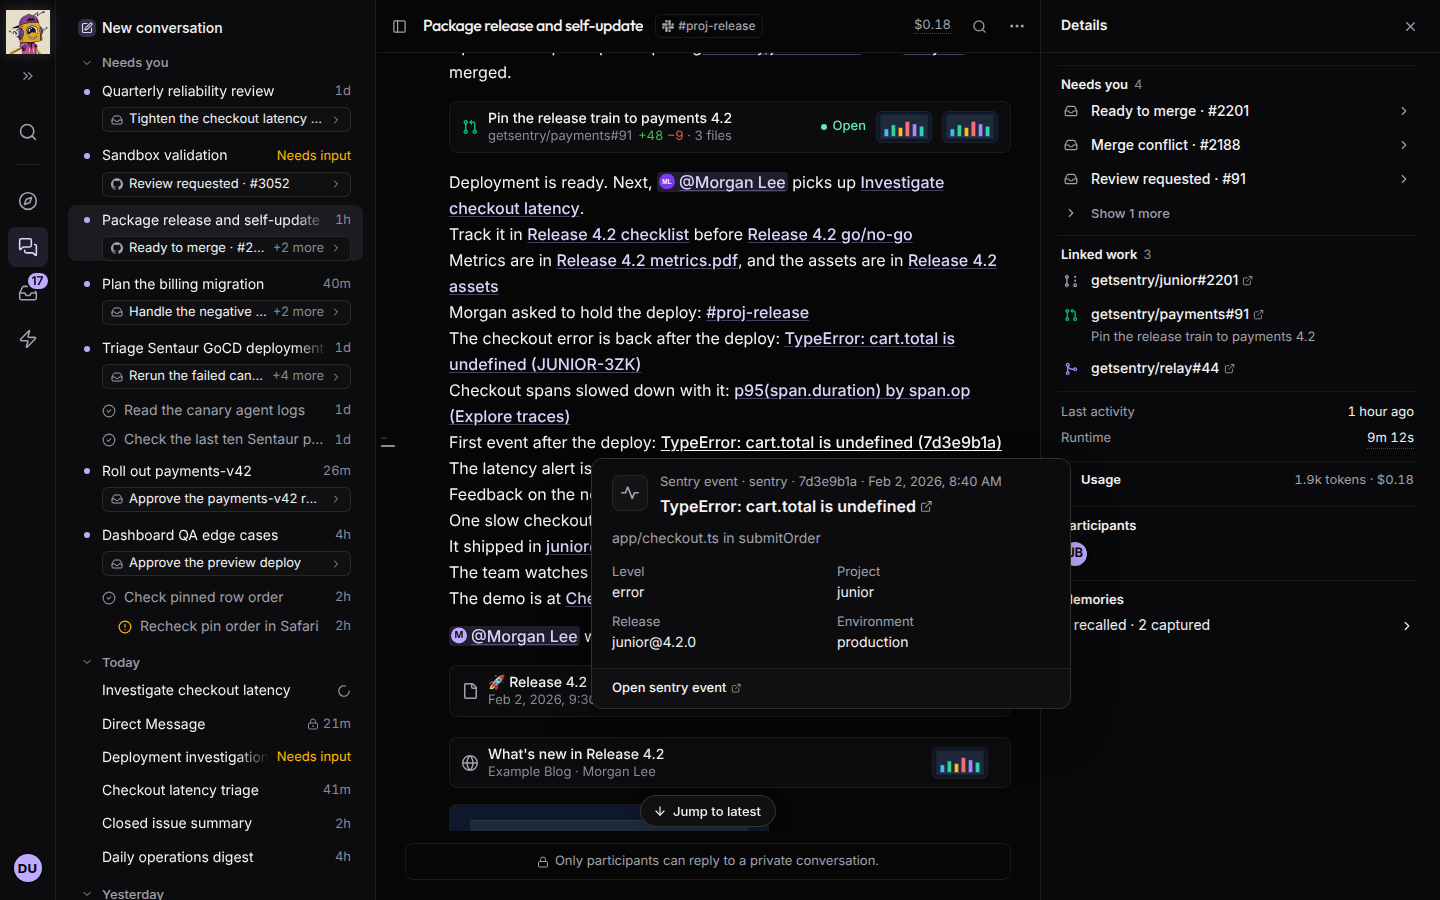 New conversation
Needs you
Quarterly reliability review 1d
Tighten the checkout latency ...
Sandbox validation Needs input
Review requested · #3052
Package release and self-update 1h
Ready to merge · #2... +2 more
Plan the billing migration 40m
Handle the negative ... +2 more
Triage Sentaur GoCD deployment 1d
Rerun the failed can... +4 more
Read the canary agent logs 1d
Check the last ten Sentaur p... 1d
Roll out payments-v42 26m
Approve the payments-v42 r...
Dashboard QA edge cases 4h
Approve the preview deploy
Check pinned row order 2h
Recheck pin order in Safari 2h
Today
Investigate checkout latency
Direct Message 21m
Deployment investigation Needs input
Checkout latency triage 41m
Closed issue summary 2h
Daily operations digest 4h
Yesterday
17
DU
Package release and self-update #proj-release $0.18
merged.
Pin the release train to payments 4.2
getsentry/payments#91 +48 −9 · 3 files
Open
Deployment is ready. Next, ML @Morgan Lee picks up Investigate
checkout latency.
Track it in Release 4.2 checklist before Release 4.2 go/no-go
Metrics are in Release 4.2 metrics.pdf, and the assets are in Release 4.2
assets
Morgan asked to hold the deploy: #proj-release
The checkout error is back after the deploy: TypeError: cart.total is
undefined (JUNIOR-3ZK)
Checkout spans slowed down with it: p95(span.duration) by span.op
(Explore traces)
First event after the deploy: TypeError: cart.total is undefined (7d3e9b1a)
The latency alert is
Feedback on the
One slow checkout
It shipped in junior
The team watches
The demo is at
M @Morgan Lee
🚀 Release 4.2
Feb 2, 2026,
What's new in Release 4.2
Example Blog · Morgan Lee
Jump to latest
Only participants can reply to a private conversation.
Sentry event · sentry · 7d3e9b1a · Feb 2, 2026, 8:40 AM
TypeError: cart.total is undefined
app/checkout.ts in submitOrder
Level Project
error junior
Release Environment
junior@4.2.0 production
Open sentry event
Details
Needs you 4
Ready to merge · #2201
Merge conflict · #2188
Review requested · #91
Show 1 more
Linked work 3
getsentry/junior#2201
getsentry/payments#91
Pin the release train to payments 4.2
getsentry/relay#44
Last activity 1 hour ago
Runtime 9m 12s
Usage 1.9k tokens · $0.18
articipants
JB
emories
recalled · 2 captured